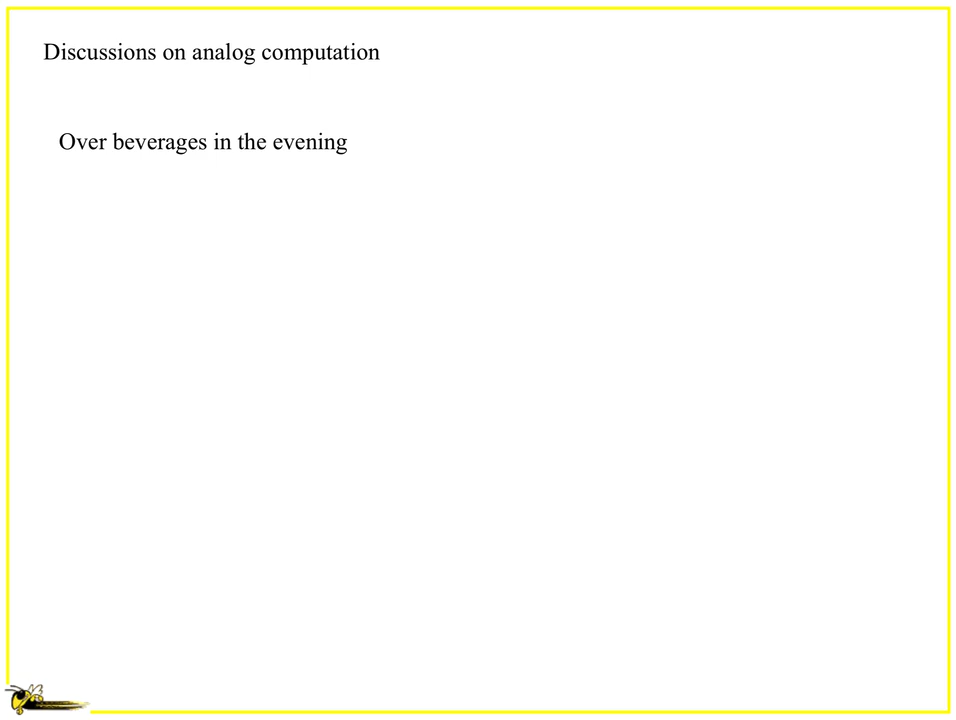 Discussions on analog computation
Over beverages in the evening